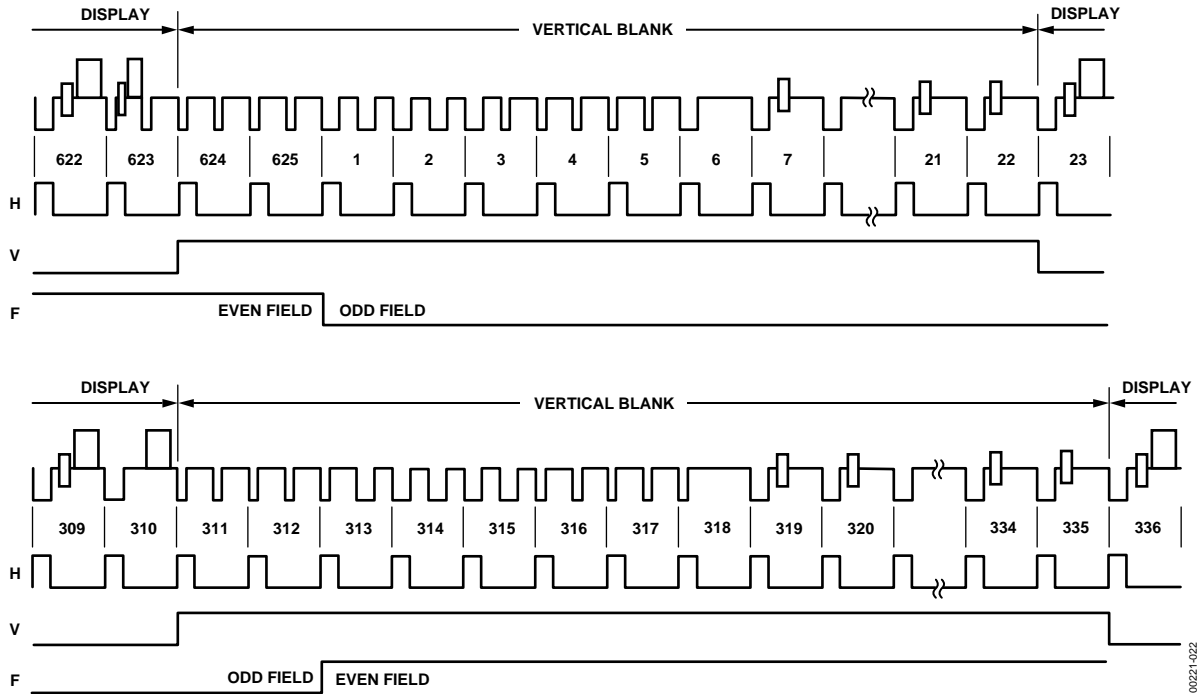 DISPLAY VERTICAL BLANK DISPLAY
622 623 624 625 1 2 3 4 5 6 7 21 22 23
H
V
F EVEN FIELD ODD FIELD
DISPLAY VERTICAL BLANK DISPLAY
309 310 311 312 313 314 315 316 317 318 319 320 334 335 336
H
V
F ODD FIELD EVEN FIELD
00221-022